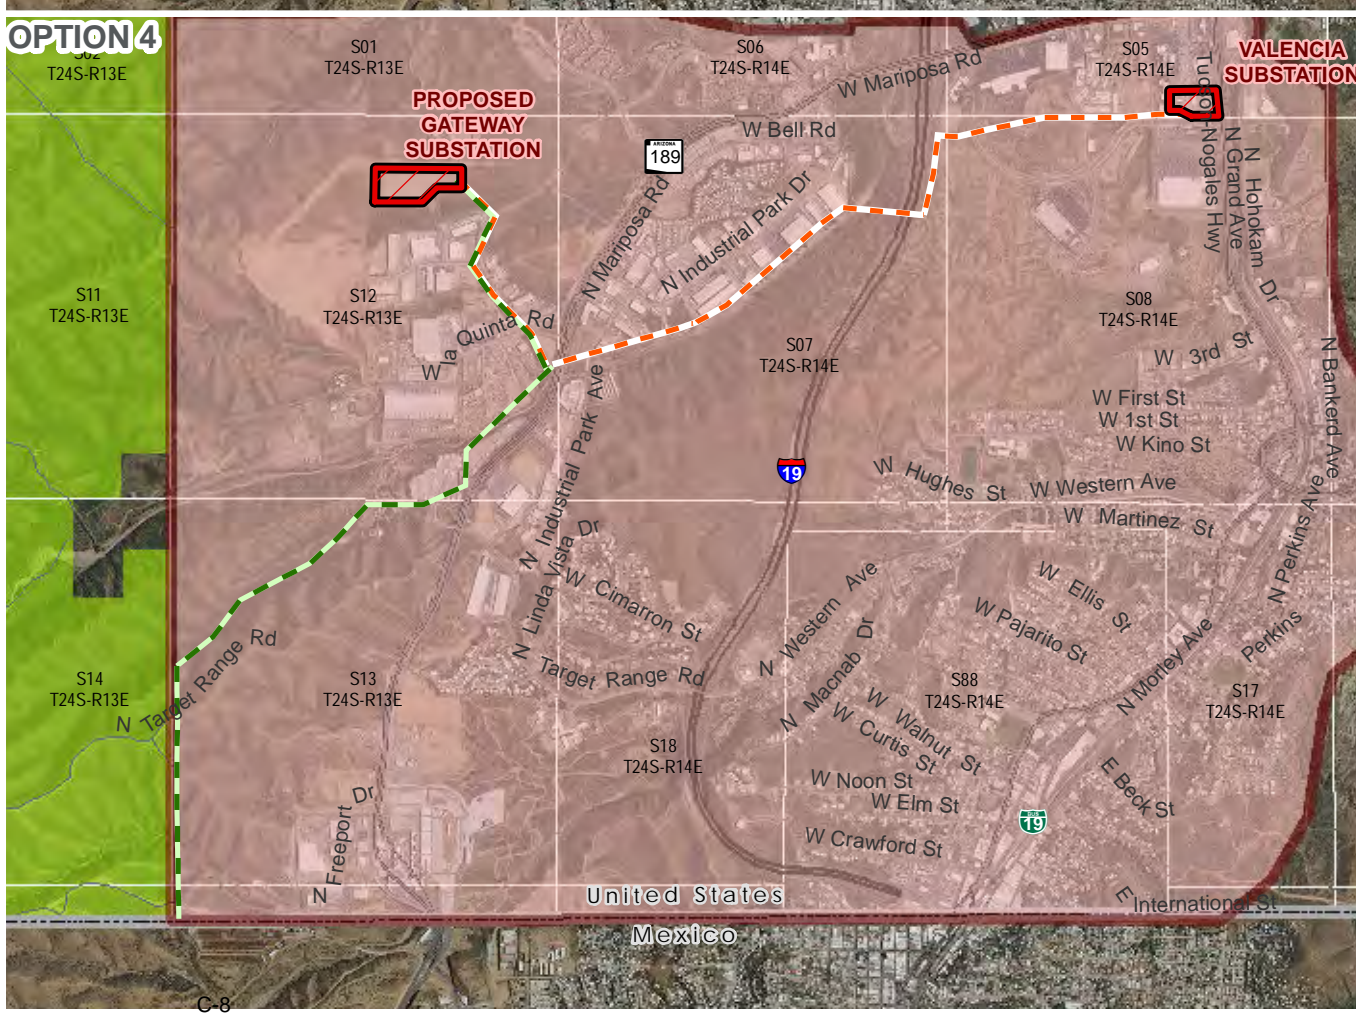 OPTION 4
S02
T24S-R13E
S01
T24S-R13E
S06
T24S-R14E
S05
T24S-R14E
VALENCIA
SUBSTATION
PROPOSED
GATEWAY
SUBSTATION
W Mariposa Rd
W Bell Rd
ARIZONA
189
N Mariposa Rd
N Industrial Park Dr
Tucson-Nogales Hwy
N Grand Ave
N Hohokam Dr
S11
T24S-R13E
S12
T24S-R13E
W la Quinta Rd
S07
T24S-R14E
S08
T24S-R14E
W 3rd St
N Bankerd Ave
W First St
W 1st St
W Kino St
N Industrial Park Ave
19
W Hughes St
W Western Ave
W Martinez St
N Linda Vista Dr
W Cimarron St
N Western Ave
W Ellis St
N Perkins Ave
W Pajarito St
Perkins
N Target Range Rd
Target Range Rd
N Macnab Dr
N Morley Ave
S14
T24S-R13E
S13
T24S-R13E
S88
T24S-R14E
S17
T24S-R14E
W Walnut St
W Curtis St
S18
T24S-R14E
W Noon St
W Elm St
E Beck St
BUS
19
N Freeport Dr
W Crawford St
United States
E International St
Mexico
C-8